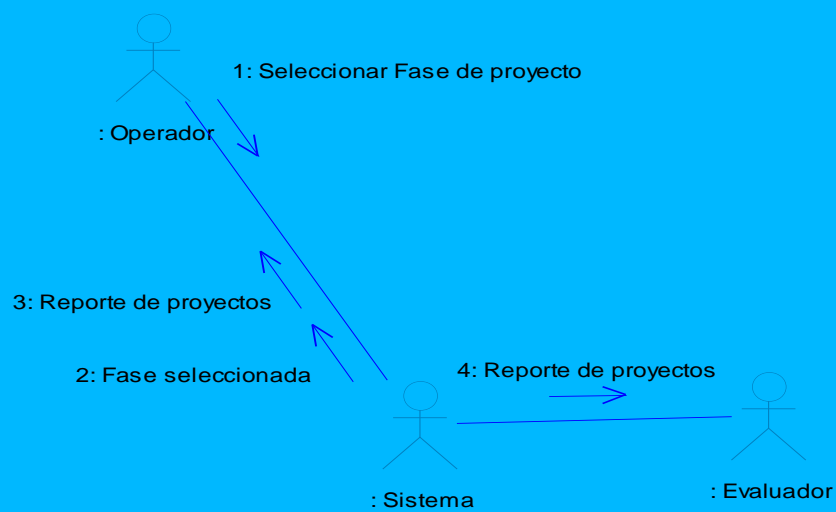 1: Seleccionar Fase de proyecto
: Operador
3: Reporte de proyectos
2: Fase seleccionada
4: Reporte de proyectos
: Sistema
: Evaluador